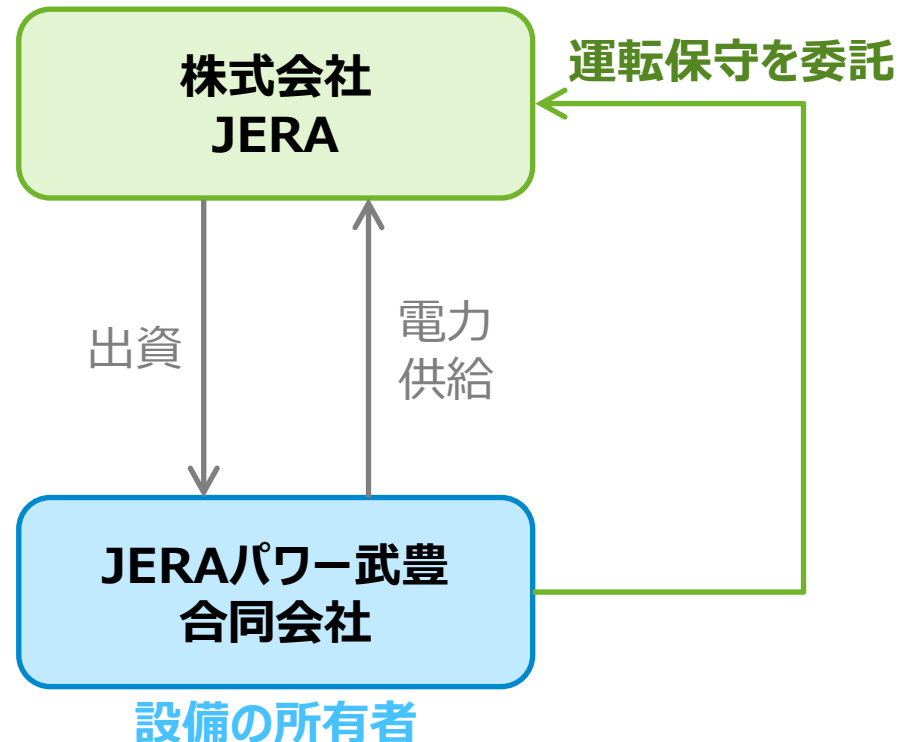 株式会社
JERA
運転保守を委託
出資
電力
供給
JERAパワー武豊
合同会社
設備の所有者